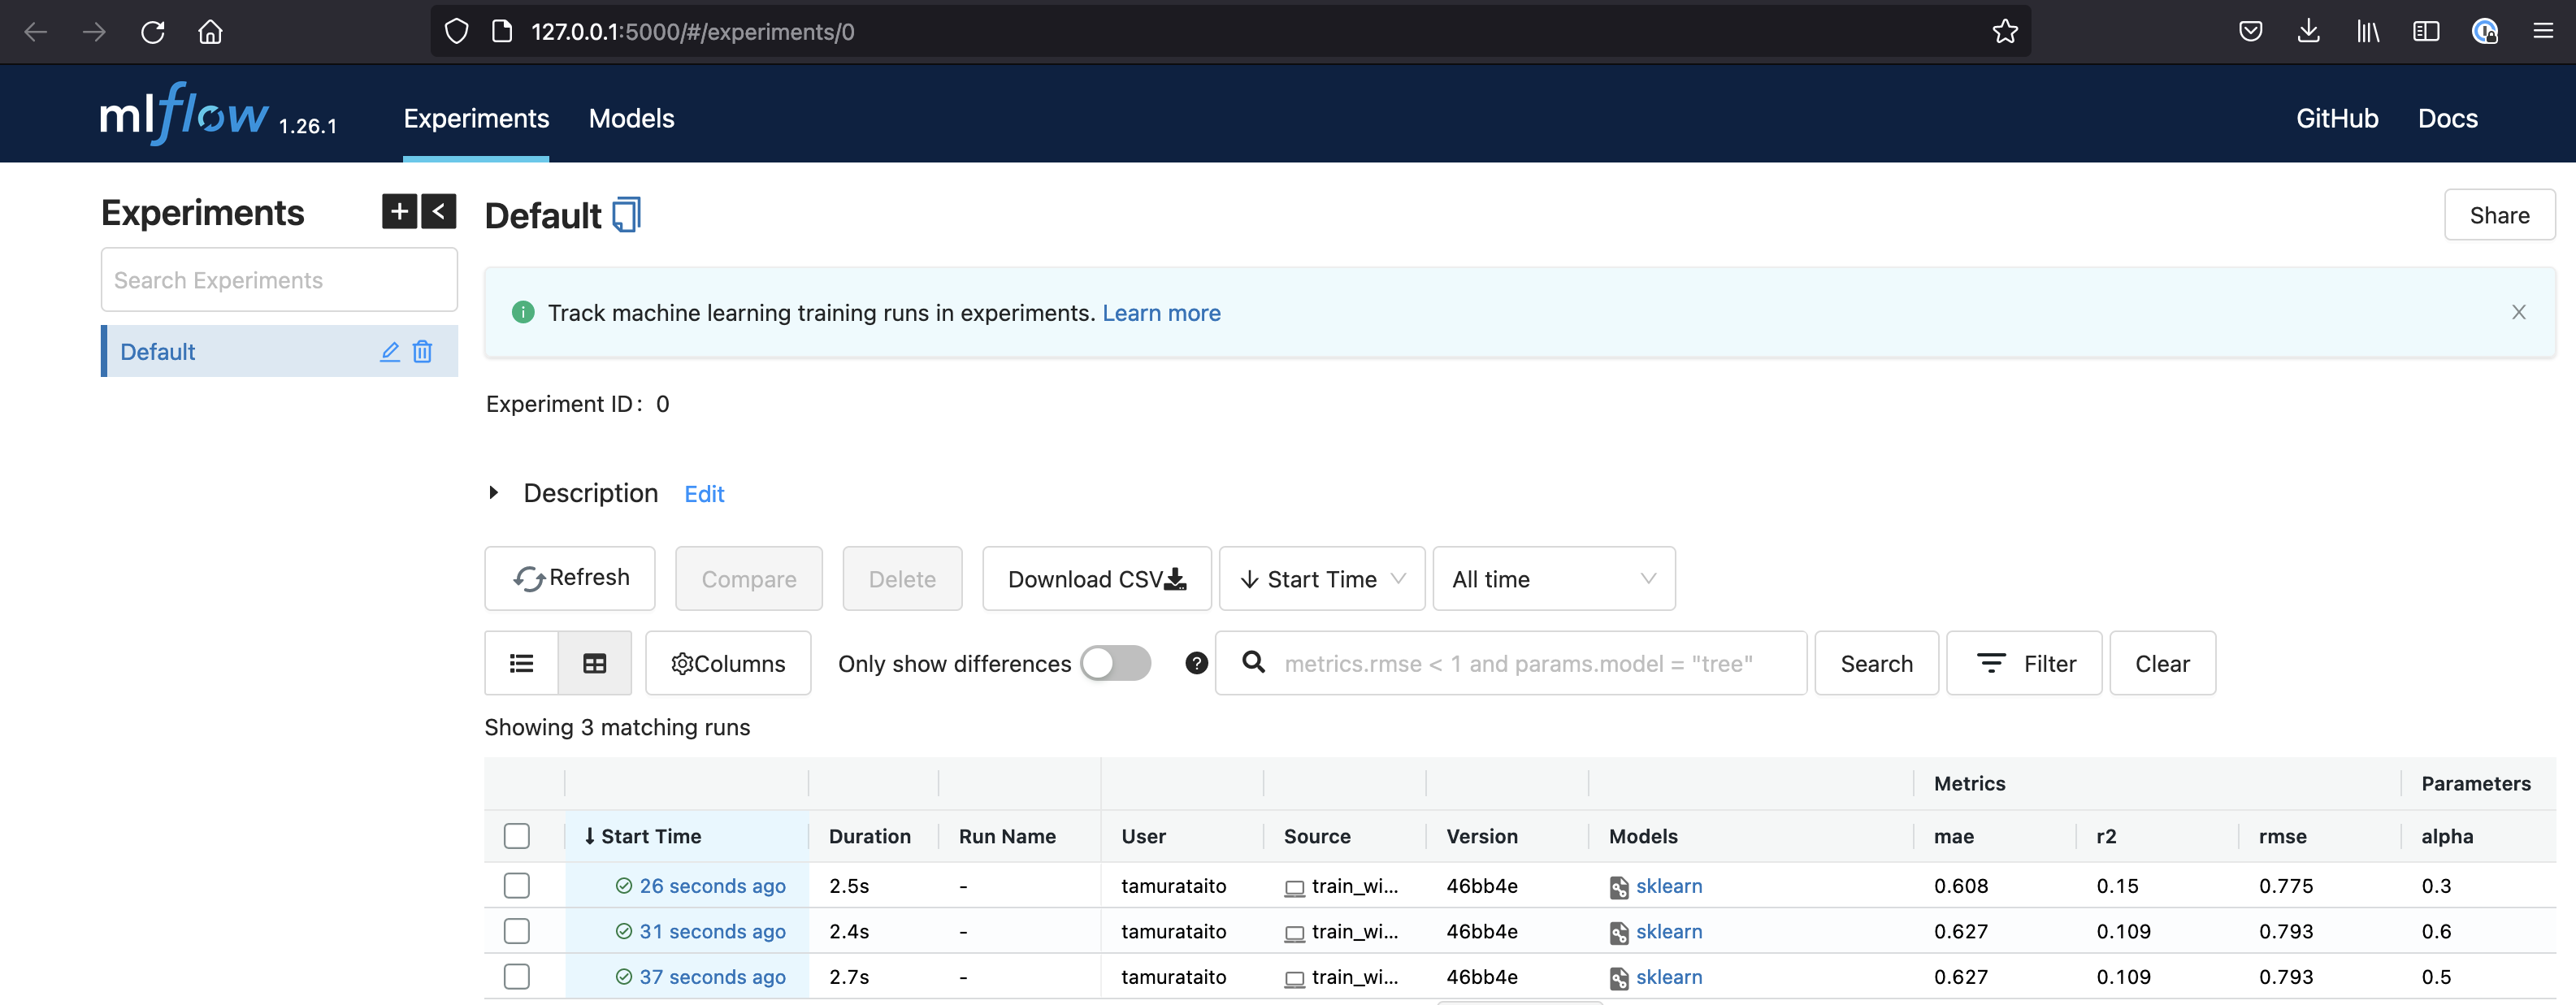 127.0.0.1:5000/#/experiments/0
mlflow 1.26.1 Experiments Models GitHub Docs
Experiments
Search Experiments
Default
Default
Share
Track machine learning training runs in experiments. Learn more
Experiment ID: 0
Description Edit
Refresh Compare Delete Download CSV Start Time All time
Columns Only show differences metrics.rmse < 1 and params.model = "tree" Search Filter Clear
Showing 3 matching runs
Metrics Parameters
↓ Start Time Duration Run Name User Source Version Models mae r2 rmse alpha
26 seconds ago 2.5s - tamurataito train_wi... 46bb4e sklearn 0.608 0.15 0.775 0.3
31 seconds ago 2.4s - tamurataito train_wi... 46bb4e sklearn 0.627 0.109 0.793 0.6
37 seconds ago 2.7s - tamurataito train_wi... 46bb4e sklearn 0.627 0.109 0.793 0.5